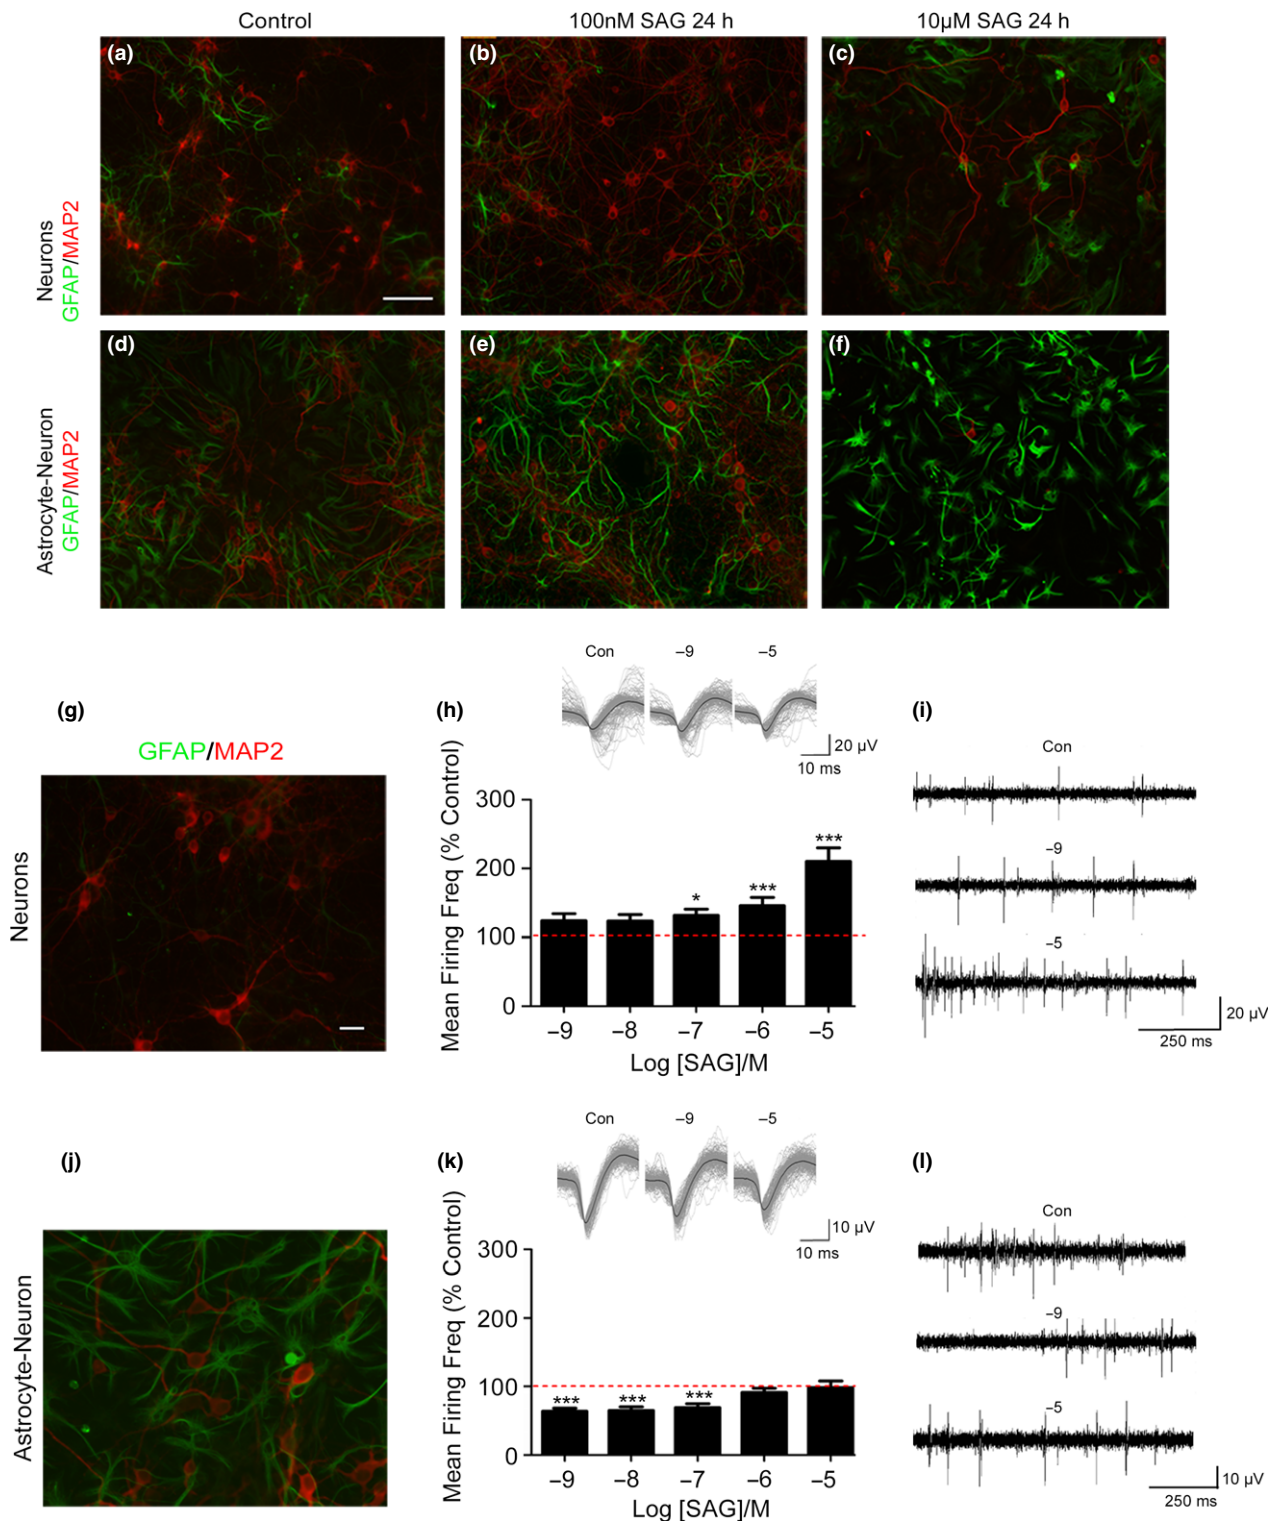 Control
100nM SAG 24 h
10µM SAG 24 h
(a)
(b)
(c)
Neurons
GFAP/MAP2
(d)
(e)
(f)
Astrocyte-Neuron
GFAP/MAP2
(g)
GFAP/MAP2
Neurons
(h)
Con
–9
–5
20 µV
10 ms
Mean Firing Freq (% Control)
300
200
100
0
*
***
***
–9
–8
–7
–6
–5
Log [SAG]/M
(i)
Con
–9
–5
20 µV
250 ms
(j)
Astrocyte-Neuron
(k)
Con
–9
–5
10 µV
10 ms
Mean Firing Freq (% Control)
300
200
100
0
***
***
***
–9
–8
–7
–6
–5
Log [SAG]/M
(l)
Con
–9
–5
10 µV
250 ms